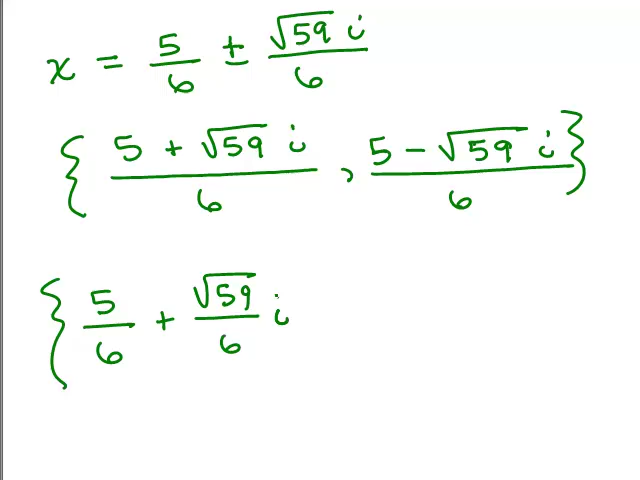 x = 5/6 ± √59 i/6
{ (5 + √59 i)/6 , (5 − √59 i)/6 }
{ 5/6 + √59/6 i